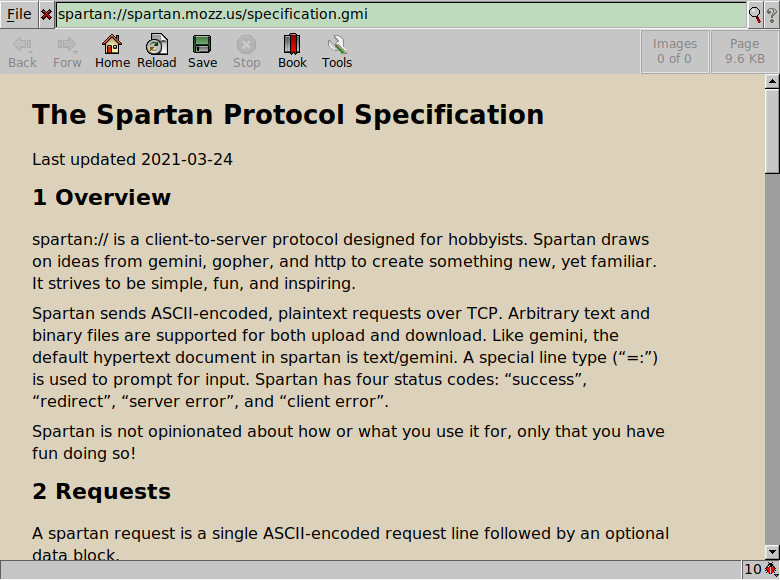 File spartan://spartan.mozz.us/specification.gmi ?
Back Forw Home Reload Save Stop Book Tools
Images
0 of 0
Page
9.6 KB
The Spartan Protocol Specification
Last updated 2021-03-24
1 Overview
spartan:// is a client-to-server protocol designed for hobbyists. Spartan draws
on ideas from gemini, gopher, and http to create something new, yet familiar.
It strives to be simple, fun, and inspiring.
Spartan sends ASCII-encoded, plaintext requests over TCP. Arbitrary text and
binary files are supported for both upload and download. Like gemini, the
default hypertext document in spartan is text/gemini. A special line type (“=:”)
is used to prompt for input. Spartan has four status codes: “success”,
“redirect”, “server error”, and “client error”.
Spartan is not opinionated about how or what you use it for, only that you have
fun doing so!
2 Requests
A spartan request is a single ASCII-encoded request line followed by an optional
data block.
10